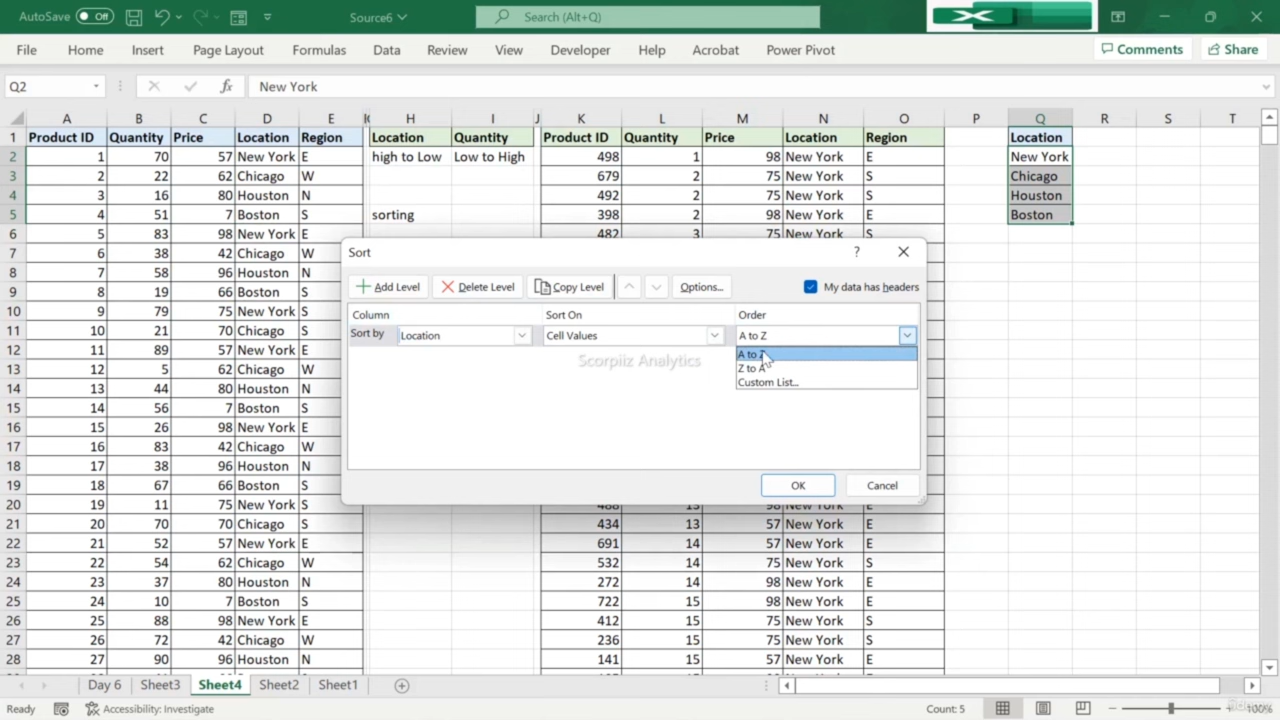 AutoSave Off Source6 Search (Alt+Q)
File Home Insert Page Layout Formulas Data Review View Developer Help Acrobat Power Pivot Comments Share
Q2 fx New York
A B C D E H I J K L M N O P Q R S T
1 Product ID Quantity Price Location Region Location Quantity Product ID Quantity Price Location Region Location
2 1 70 57 New York E high to Low Low to High 498 1 98 New York E New York
3 2 22 62 Chicago W 679 2 75 New York S Chicago
4 3 16 80 Houston N 492 2 75 New York S Houston
5 4 51 7 Boston S sorting 398 2 98 New York E Boston
6 5 83 98 New York E 482 3 75 New York S
7 6 38 42 Chicago W
8 7 58 96 Houston N
9 8 19 66 Boston S
10 9 79 75 New York S
11 10 21 70 Chicago S
12 11 89 57 New York E
13 12 5 62 Chicago W
14 13 44 80 Houston N
15 14 56 7 Boston S
16 15 26 98 New York E
17 16 83 42 Chicago W
18 17 38 96 Houston N
19 18 67 66 Boston S
20 19 11 75 New York S 488 13 98 New York E
21 20 70 70 Chicago S 434 13 57 New York E
22 21 52 57 New York E 691 14 57 New York E
23 22 54 62 Chicago W 532 14 75 New York S
24 23 37 80 Houston N 272 14 98 New York E
25 24 10 7 Boston S 722 15 98 New York E
26 25 88 98 New York E 412 15 75 New York S
27 26 72 42 Chicago W 236 15 75 New York S
28 27 90 96 Houston N 141 15 57 New York E
Sort ?
Add Level Delete Level Copy Level Options... My data has headers
Column Sort On Order
Sort by Location Cell Values A to Z
Scorpiiz Analytics
A to Z
Z to A
Custom List...
OK Cancel
Day 6 Sheet3 Sheet4 Sheet2 Sheet1
Ready Accessibility: Investigate Count: 5 100%